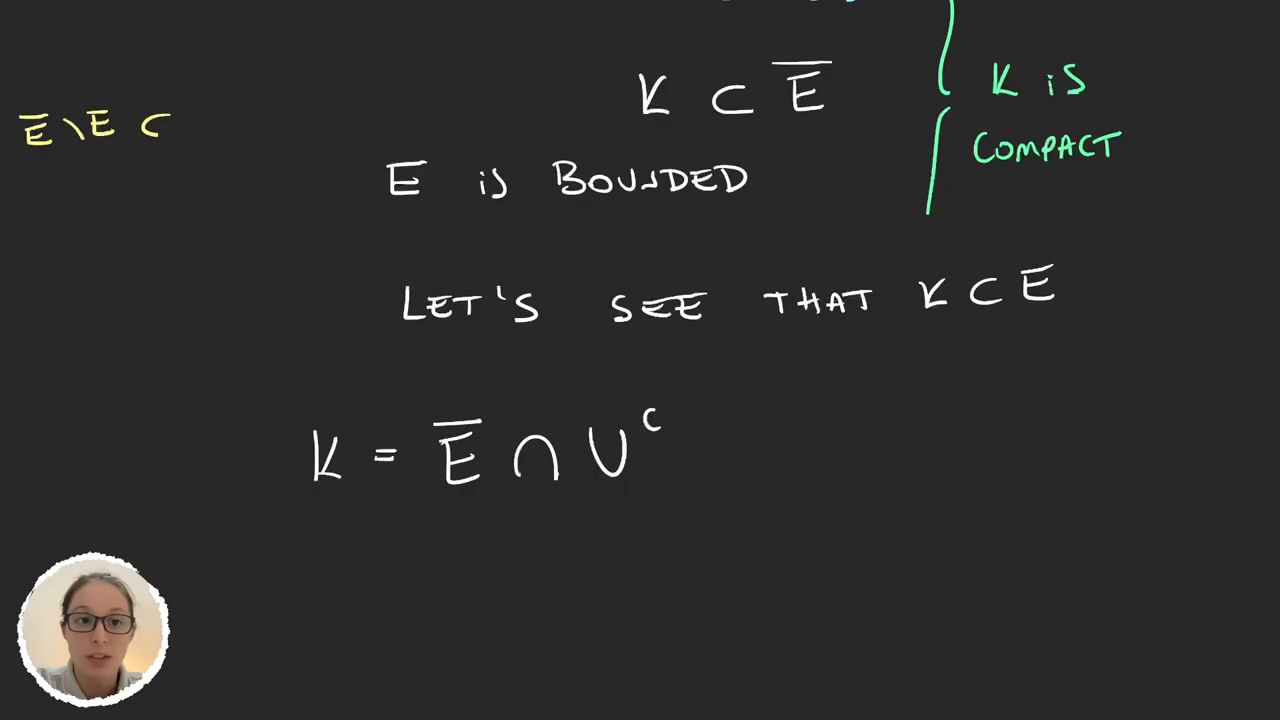 K ⊂ E̅
K is
E̅ \ E ⊂
COMPACT
E is BOUNDED
LET'S SEE THAT K ⊂ E
K = E̅ ∩ U^c